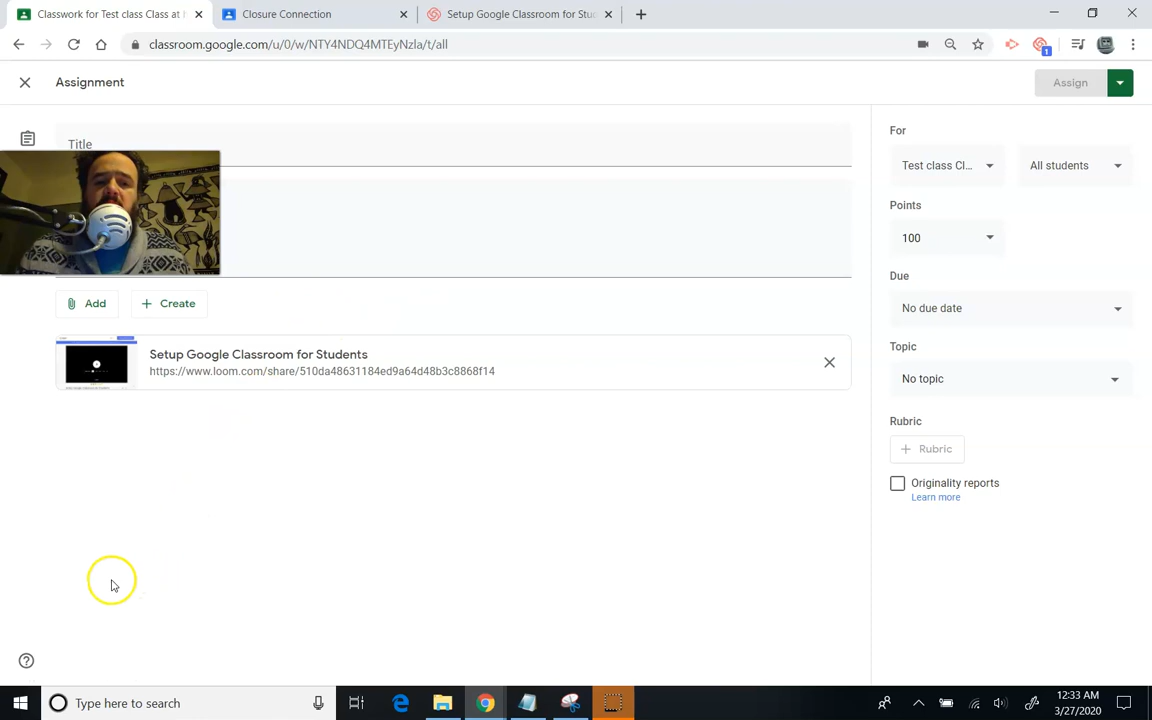 Classwork for Test class Class at h
Closure Connection
Setup Google Classroom for Stu
classroom.google.com/u/0/w/NTY4NDQ4MTEyNzla/t/all
1
Assignment
Assign
Title
Add
Create
Setup Google Classroom for Students
https://www.loom.com/share/510da48631184ed9a64d48b3c8868f14
For
Test class Cl...
All students
Points
100
Due
No due date
Topic
No topic
Rubric
Rubric
Originality reports
Learn more
Type here to search
12:33 AM
3/27/2020